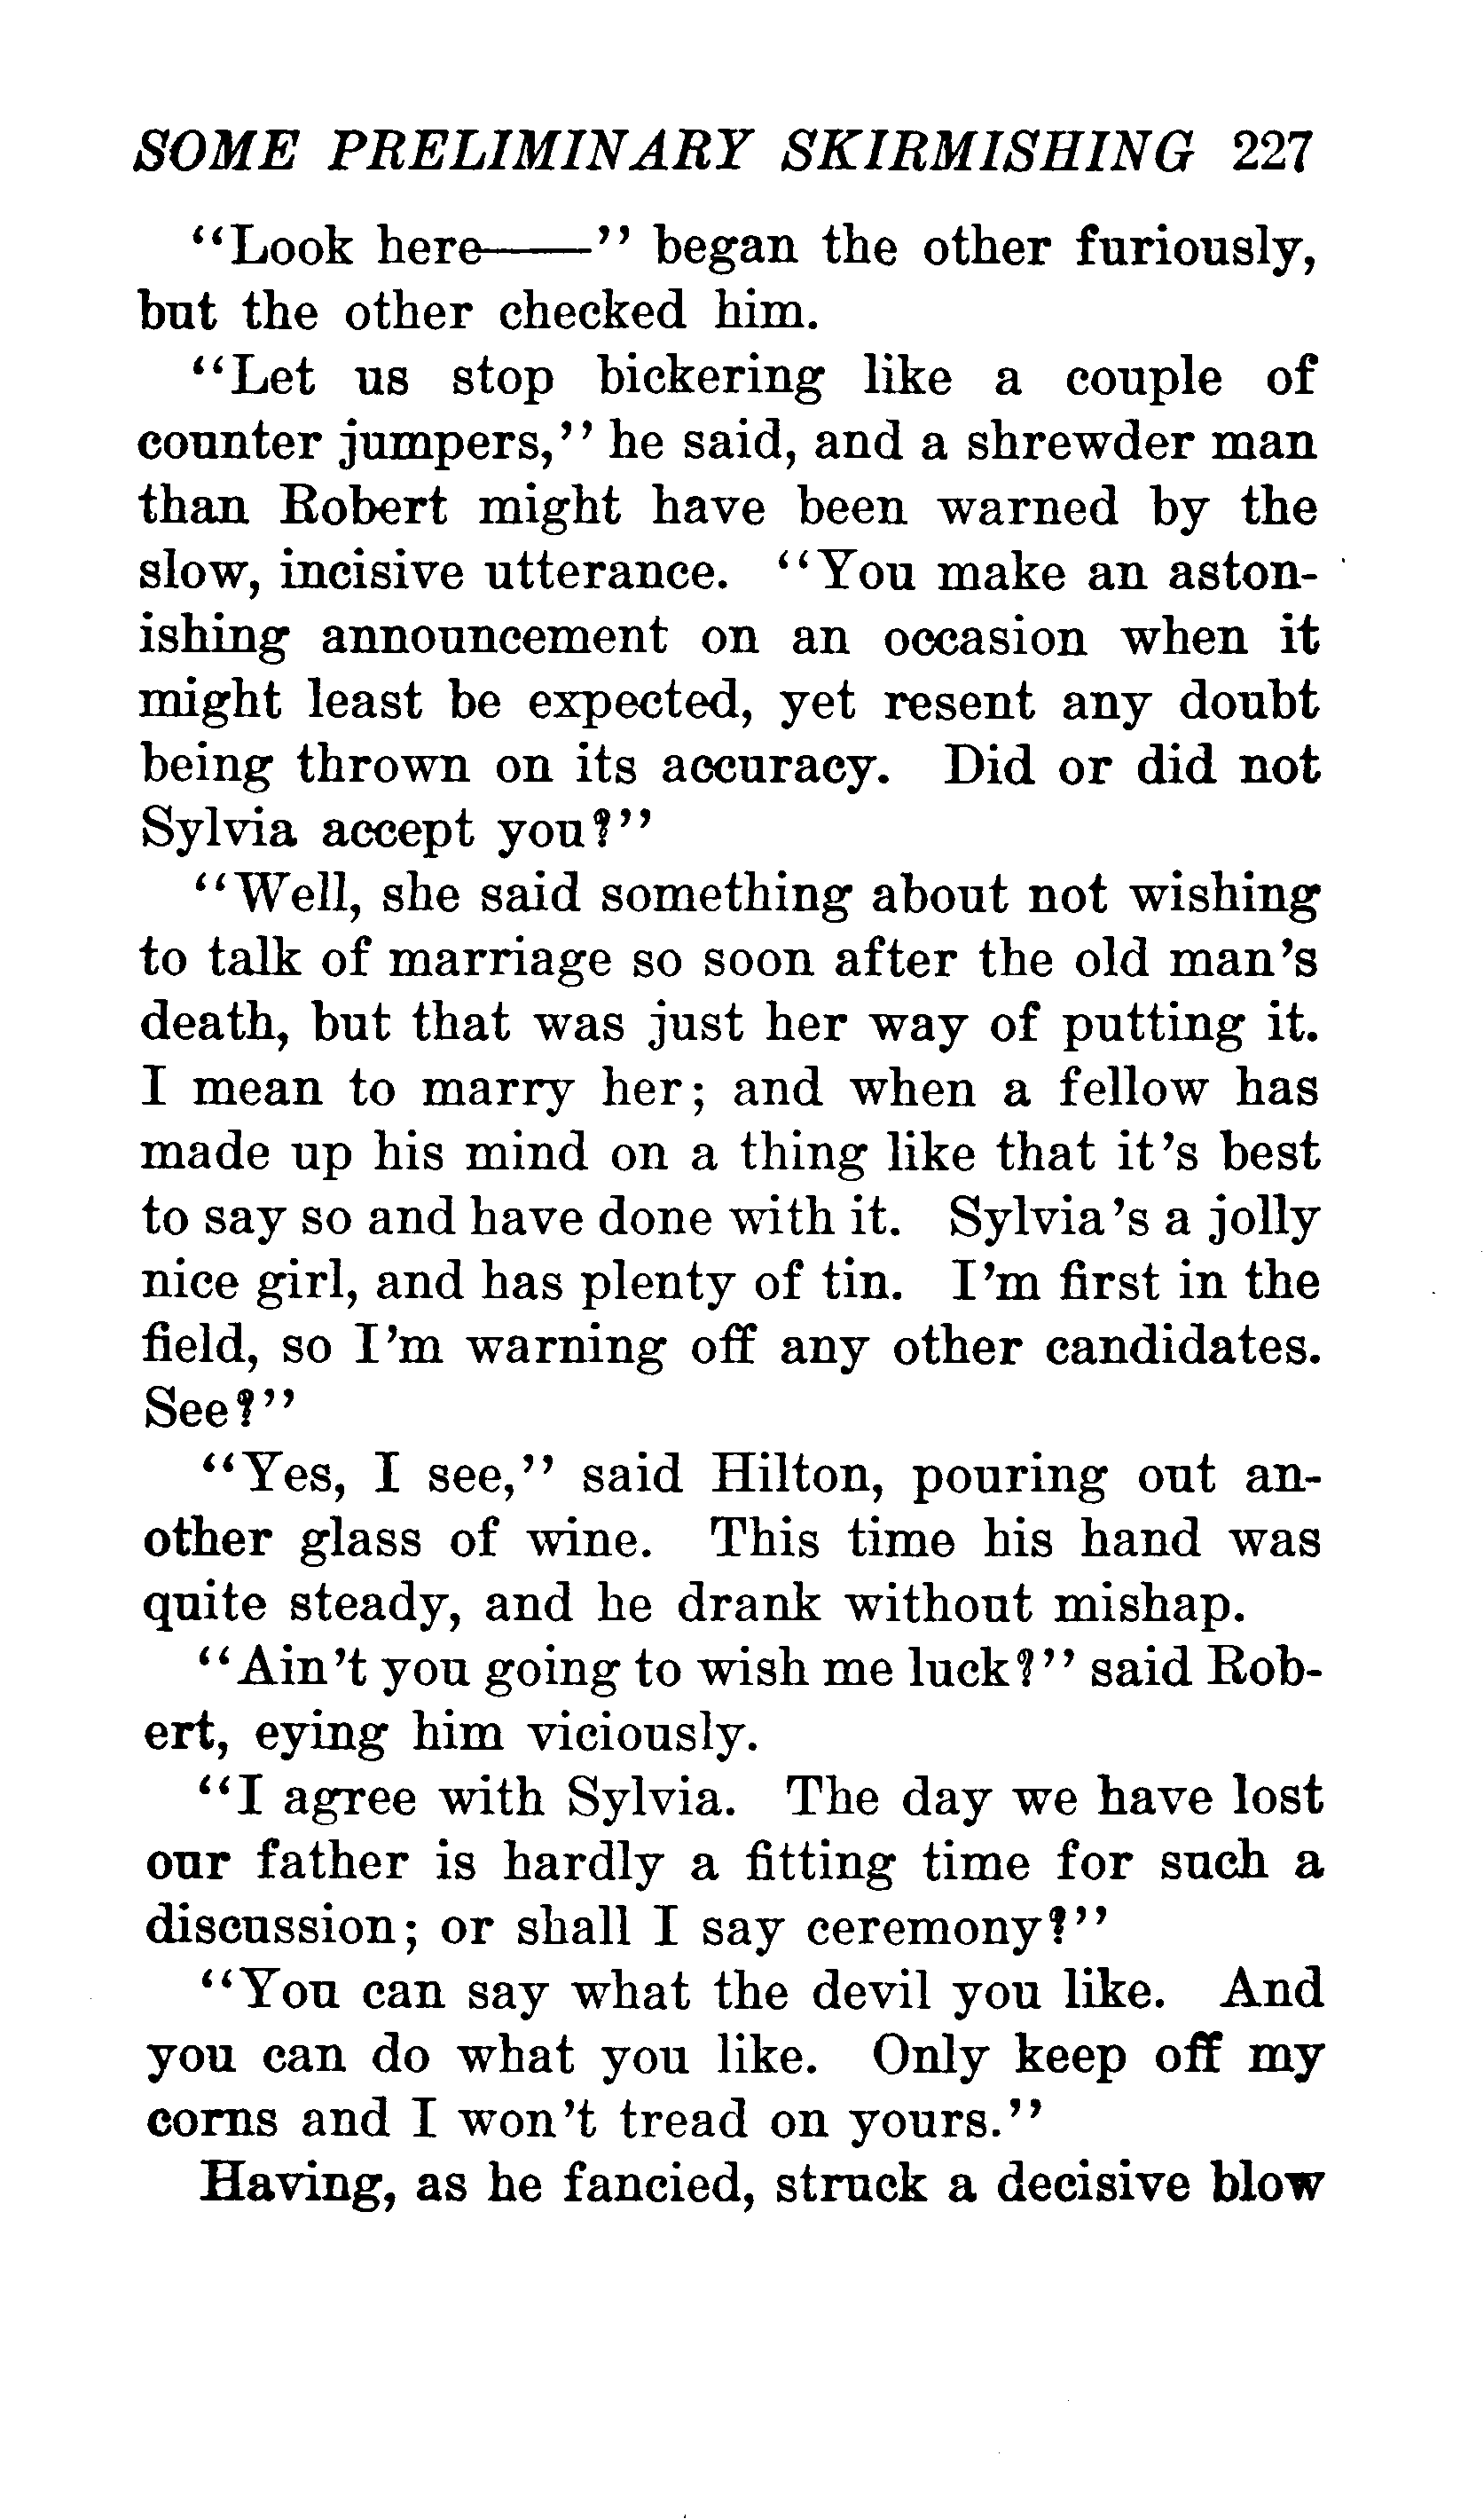 SOME PRELIMINARY SKIRMISHING 227
"Look here——" began the other furiously,
but the other checked him.
"Let us stop bickering like a couple of
counter jumpers," he said, and a shrewder man
than Robert might have been warned by the
slow, incisive utterance. "You make an aston-
ishing announcement on an occasion when it
might least be expected, yet resent any doubt
being thrown on its accuracy. Did or did not
Sylvia accept you?"
"Well, she said something about not wishing
to talk of marriage so soon after the old man's
death, but that was just her way of putting it.
I mean to marry her; and when a fellow has
made up his mind on a thing like that it's best
to say so and have done with it. Sylvia's a jolly
nice girl, and has plenty of tin. I'm first in the
field, so I'm warning off any other candidates.
See?"
"Yes, I see," said Hilton, pouring out an-
other glass of wine. This time his hand was
quite steady, and he drank without mishap.
"Ain't you going to wish me luck?" said Rob-
ert, eying him viciously.
"I agree with Sylvia. The day we have lost
our father is hardly a fitting time for such a
discussion; or shall I say ceremony?"
"You can say what the devil you like. And
you can do what you like. Only keep off my
corns and I won't tread on yours."
Having, as he fancied, struck a decisive blow